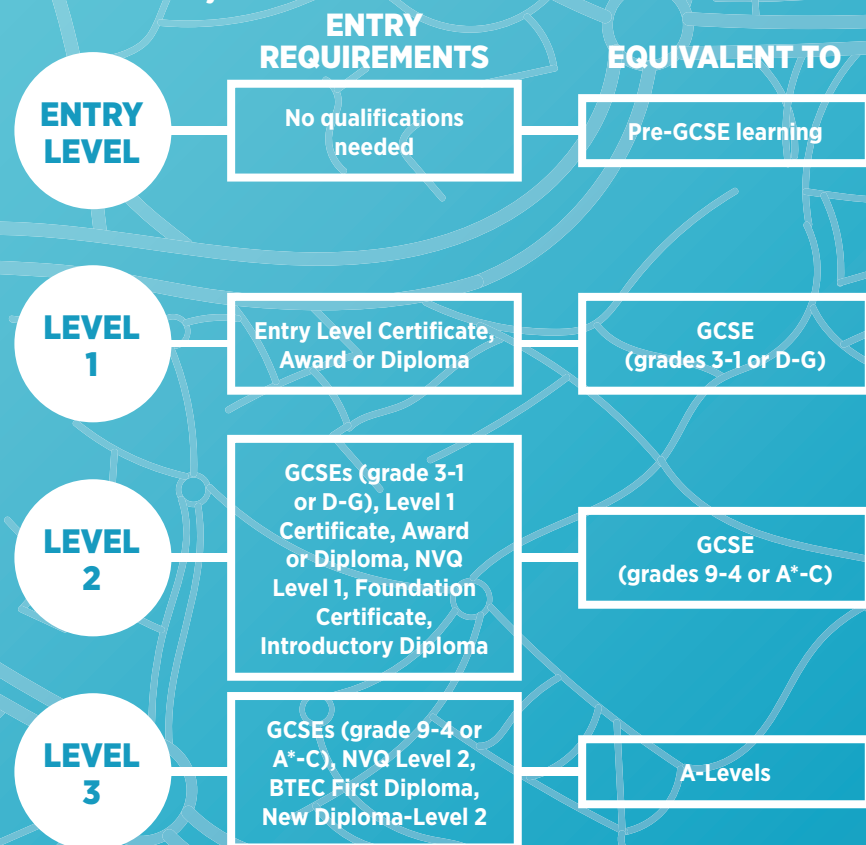 ENTRY
REQUIREMENTS
EQUIVALENT TO
ENTRY
LEVEL
No qualifications
needed
Pre-GCSE learning
LEVEL
1
Entry Level Certificate,
Award or Diploma
GCSE
(grades 3-1 or D-G)
LEVEL
2
GCSEs (grade 3-1
or D-G), Level 1
Certificate, Award
or Diploma, NVQ
Level 1, Foundation
Certificate,
Introductory Diploma
GCSE
(grades 9-4 or A*-C)
LEVEL
3
GCSEs (grade 9-4 or
A*-C), NVQ Level 2,
BTEC First Diploma,
New Diploma-Level 2
A-Levels